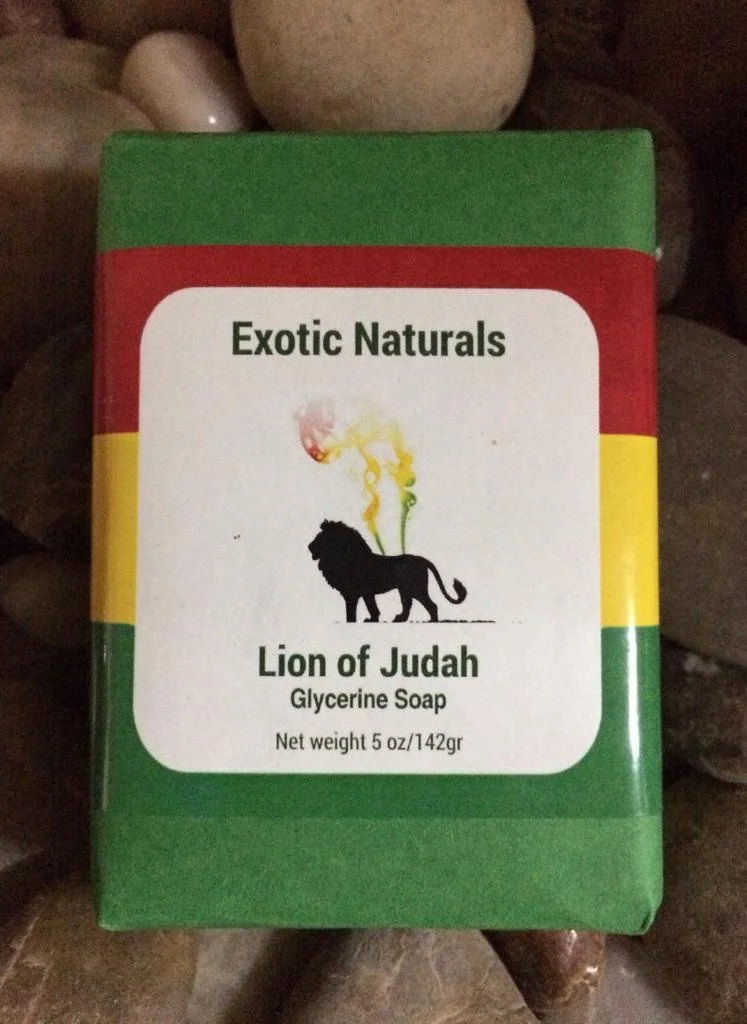 Exotic Naturals
Lion of Judah
Glycerine Soap
Net weight 5 oz/142gr